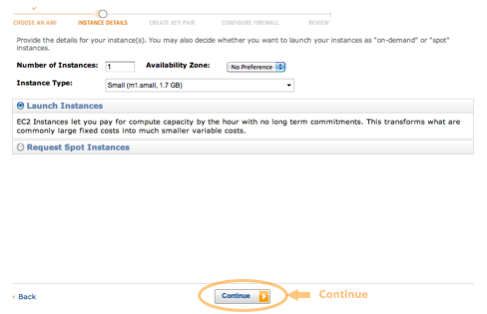 CHOOSE AN AMI INSTANCE DETAILS CREATE KEY PAIR CONFIGURE FIREWALL REVIEW
Provide the details for your instance(s). You may also decide whether you want to launch your instances as "on-demand" or "spot"
instances.
Number of Instances: 1 Availability Zone: No Preference
Instance Type: Small (m1.small, 1.7 GB)
Launch Instances
EC2 Instances let you pay for compute capacity by the hour with no long term commitments. This transforms what are
commonly large fixed costs into much smaller variable costs.
Request Spot Instances
< Back Continue Continue